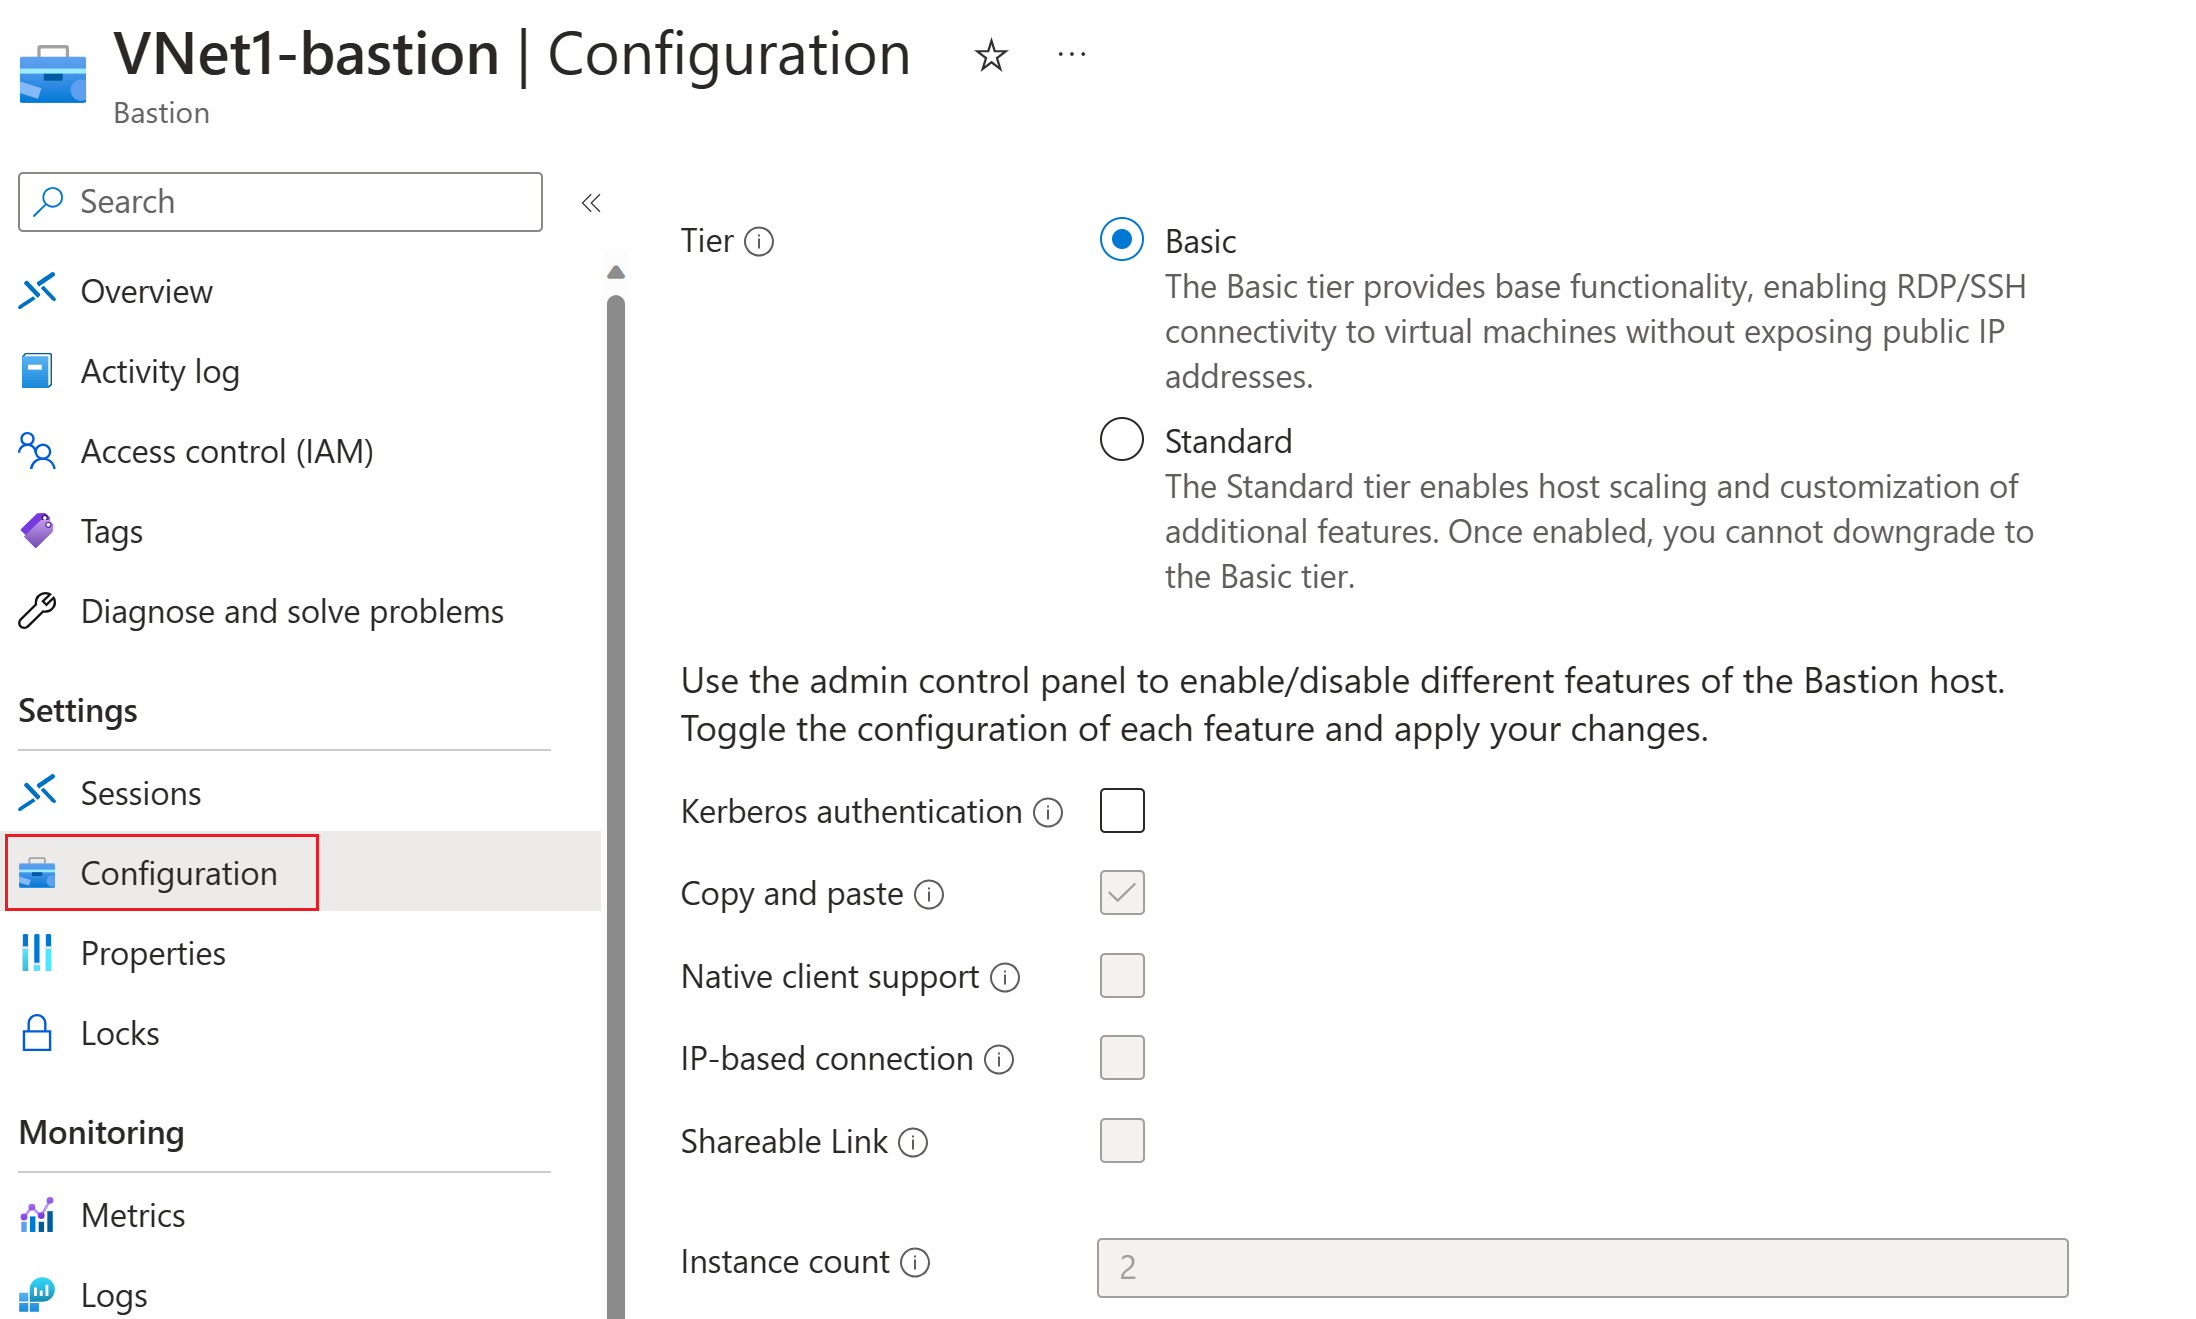 VNet1-bastion | Configuration
Bastion
Search
Overview
Activity log
Access control (IAM)
Tags
Diagnose and solve problems
Settings
Sessions
Configuration
Properties
Locks
Monitoring
Metrics
Logs
Tier
Basic
The Basic tier provides base functionality, enabling RDP/SSH
connectivity to virtual machines without exposing public IP
addresses.
Standard
The Standard tier enables host scaling and customization of
additional features. Once enabled, you cannot downgrade to
the Basic tier.
Use the admin control panel to enable/disable different features of the Bastion host.
Toggle the configuration of each feature and apply your changes.
Kerberos authentication
Copy and paste
Native client support
IP-based connection
Shareable Link
Instance count
2